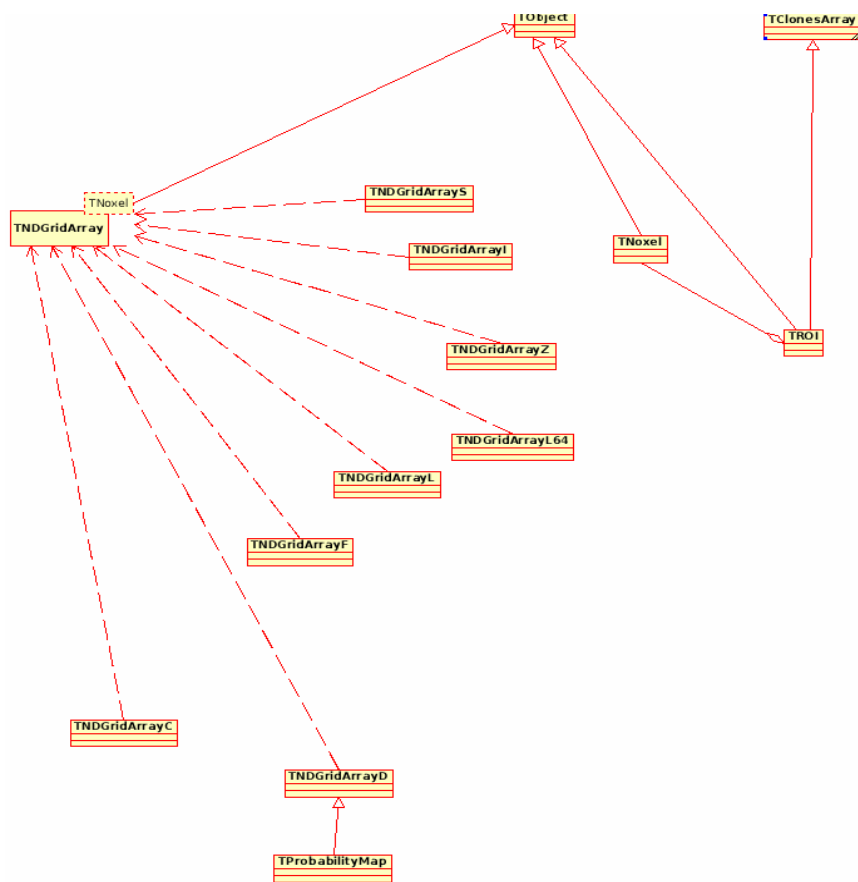 TObject
TClonesArray
TNDGridArrayS
TNoxel
TNDGridArray
TNDGridArrayI
TNoxel
TROI
TNDGridArrayZ
TNDGridArrayL64
TNDGridArrayL
TNDGridArrayF
TNDGridArrayC
TNDGridArrayD
TProbabilityMap